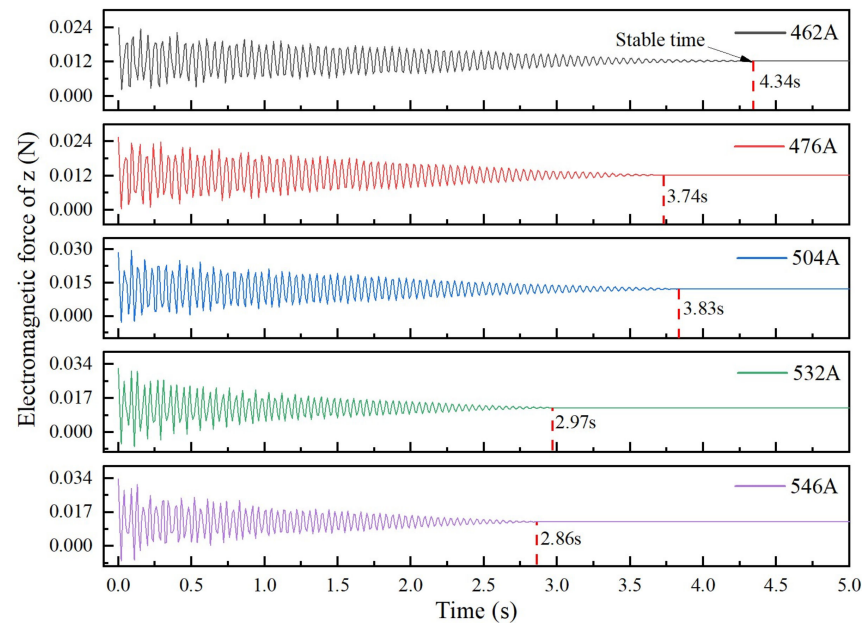 Electromagnetic force of z (N)
0.024
0.012
0.000
462A
Stable time
4.34s
0.024
0.012
0.000
476A
3.74s
0.030
0.015
0.000
504A
3.83s
0.034
0.017
0.000
532A
2.97s
0.034
0.017
0.000
546A
2.86s
0.0 0.5 1.0 1.5 2.0 2.5 3.0 3.5 4.0 4.5 5.0
Time (s)